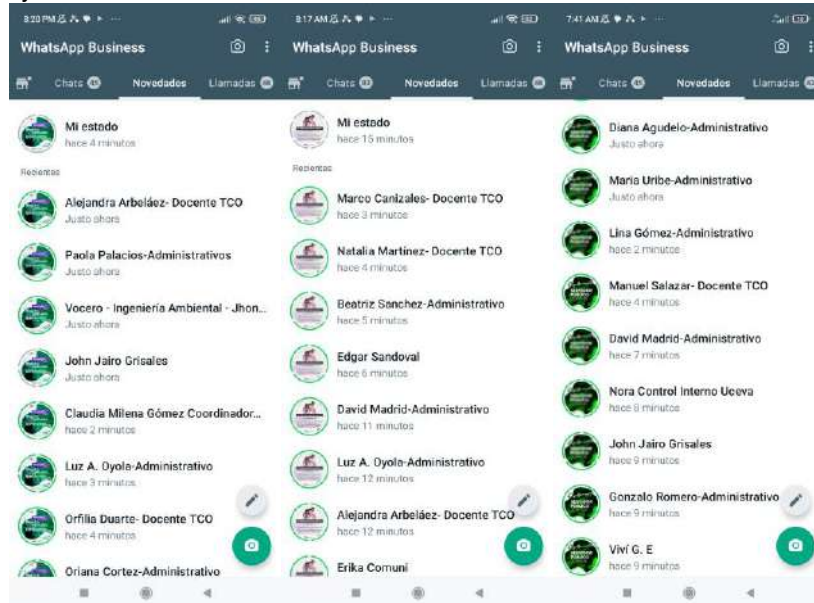 8:20 PM
WhatsApp Business
Chats 45 Novedades Llamadas
Mi estado
hace 4 minutos
Recientes
Alejandra Arbeláez- Docente TCO
Justo ahora
Paola Palacios-Administrativos
Justo ahora
Vocero - Ingeniería Ambiental - Jhon...
Justo ahora
John Jairo Grisales
Justo ahora
Claudia Milena Gómez Coordinador...
hace 2 minutos
Luz A. Oyola-Administrativo
hace 3 minutos
Orfilia Duarte- Docente TCO
hace 4 minutos
Oriana Cortez-Administrativo
8:17 AM
WhatsApp Business
Chats Novedades Llamadas
Mi estado
hace 15 minutos
Recientes
Marco Canizales- Docente TCO
hace 3 minutos
Natalia Martínez- Docente TCO
hace 4 minutos
Beatriz Sanchez-Administrativo
hace 5 minutos
Edgar Sandoval
hace 6 minutos
David Madrid-Administrativo
hace 11 minutos
Luz A. Oyola-Administrativo
hace 12 minutos
Alejandra Arbeláez- Docente TCO
hace 12 minutos
Erika Comuni
7:41 AM
WhatsApp Business
Chats Novedades Llamadas
Diana Agudelo-Administrativo
Justo ahora
Maria Uribe-Administrativo
Justo ahora
Lina Gómez-Administrativo
hace 2 minutos
Manuel Salazar- Docente TCO
hace 4 minutos
David Madrid-Administrativo
hace 7 minutos
Nora Control Interno Uceva
hace 8 minutos
John Jairo Grisales
hace 9 minutos
Gonzalo Romero-Administrativo
hace 9 minutos
Viví G. E
hace 9 minutos